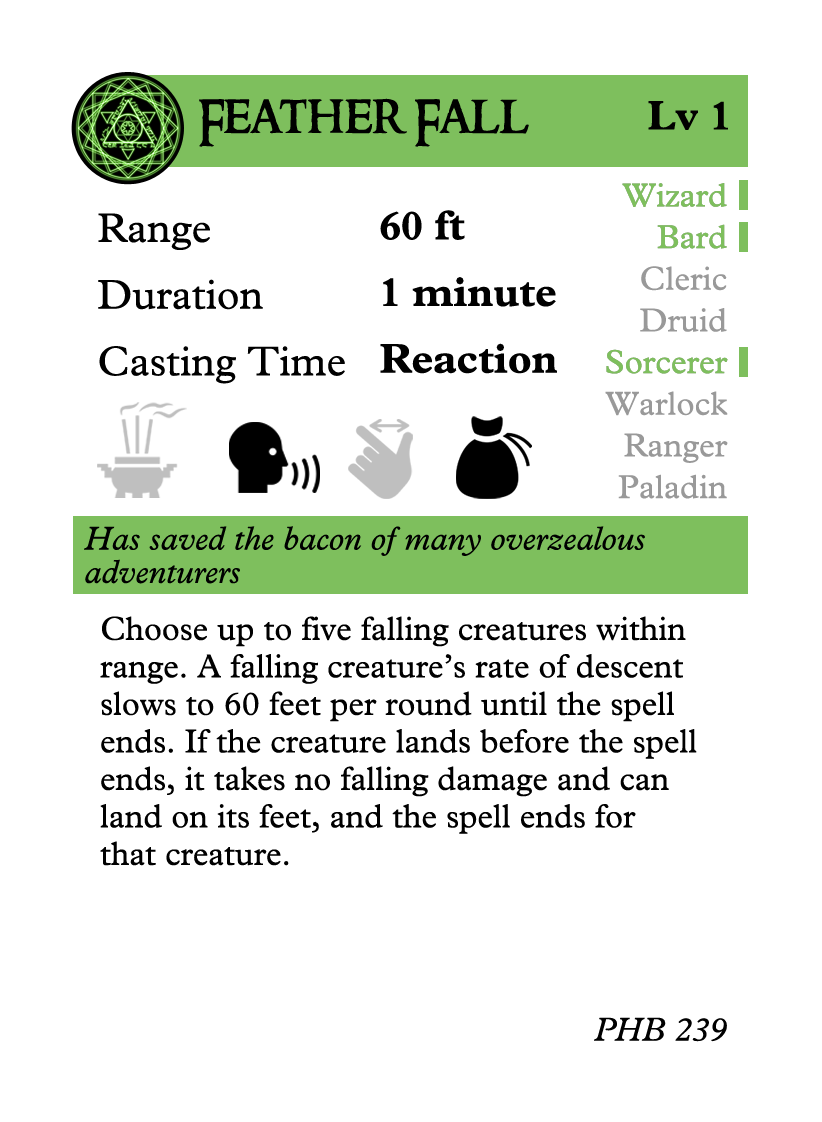 Feather Fall Lv 1
Wizard
Range 60 ft
Bard
Cleric
Duration 1 minute
Druid
Casting Time Reaction
Sorcerer
Warlock
Ranger
Paladin
Has saved the bacon of many overzealous
adventurers
Choose up to five falling creatures within
range. A falling creature’s rate of descent
slows to 60 feet per round until the spell
ends. If the creature lands before the spell
ends, it takes no falling damage and can
land on its feet, and the spell ends for
that creature.
PHB 239